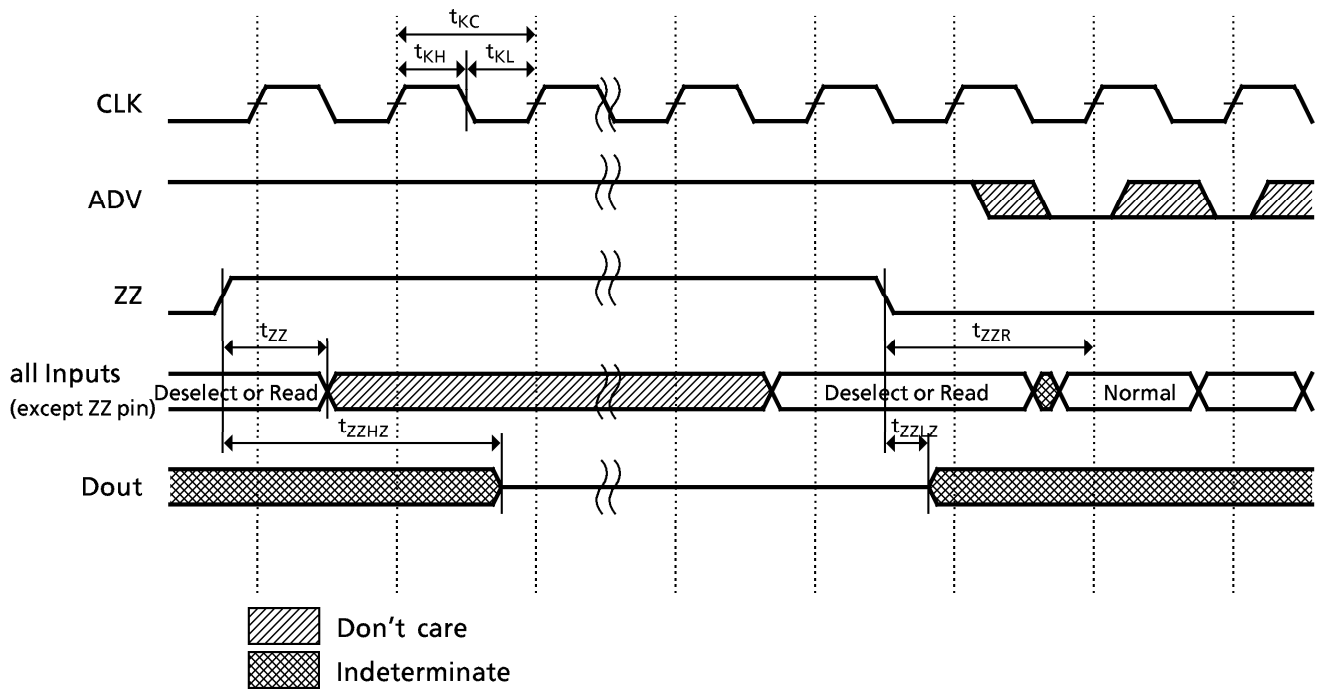 tKC
tKH tKL
CLK
ADV
ZZ
tZZ tZZR
all Inputs
(except ZZ pin) Deselect or Read Deselect or Read Normal
tZZHZ tZZLZ
Dout
Don't care
Indeterminate